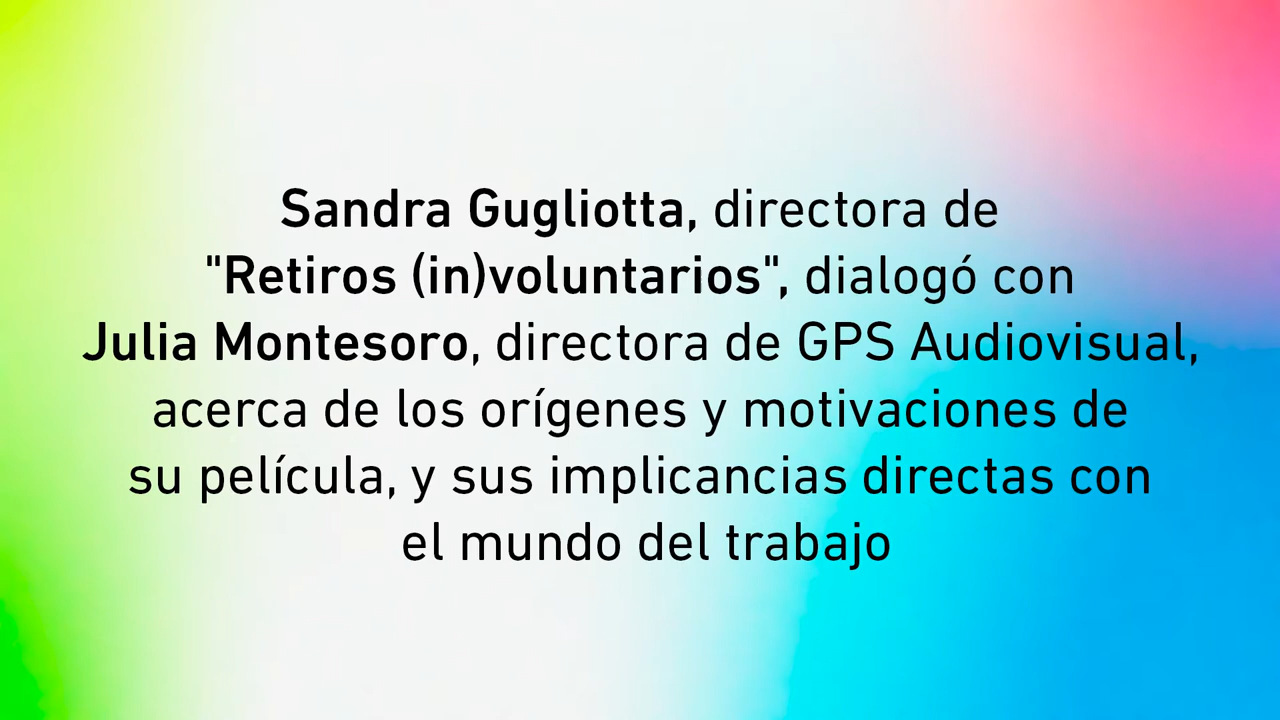 Sandra Gugliotta, directora de
"Retiros (in)voluntarios", dialogó con
Julia Montesoro, directora de GPS Audiovisual,
acerca de los orígenes y motivaciones de
su película, y sus implicancias directas con
el mundo del trabajo